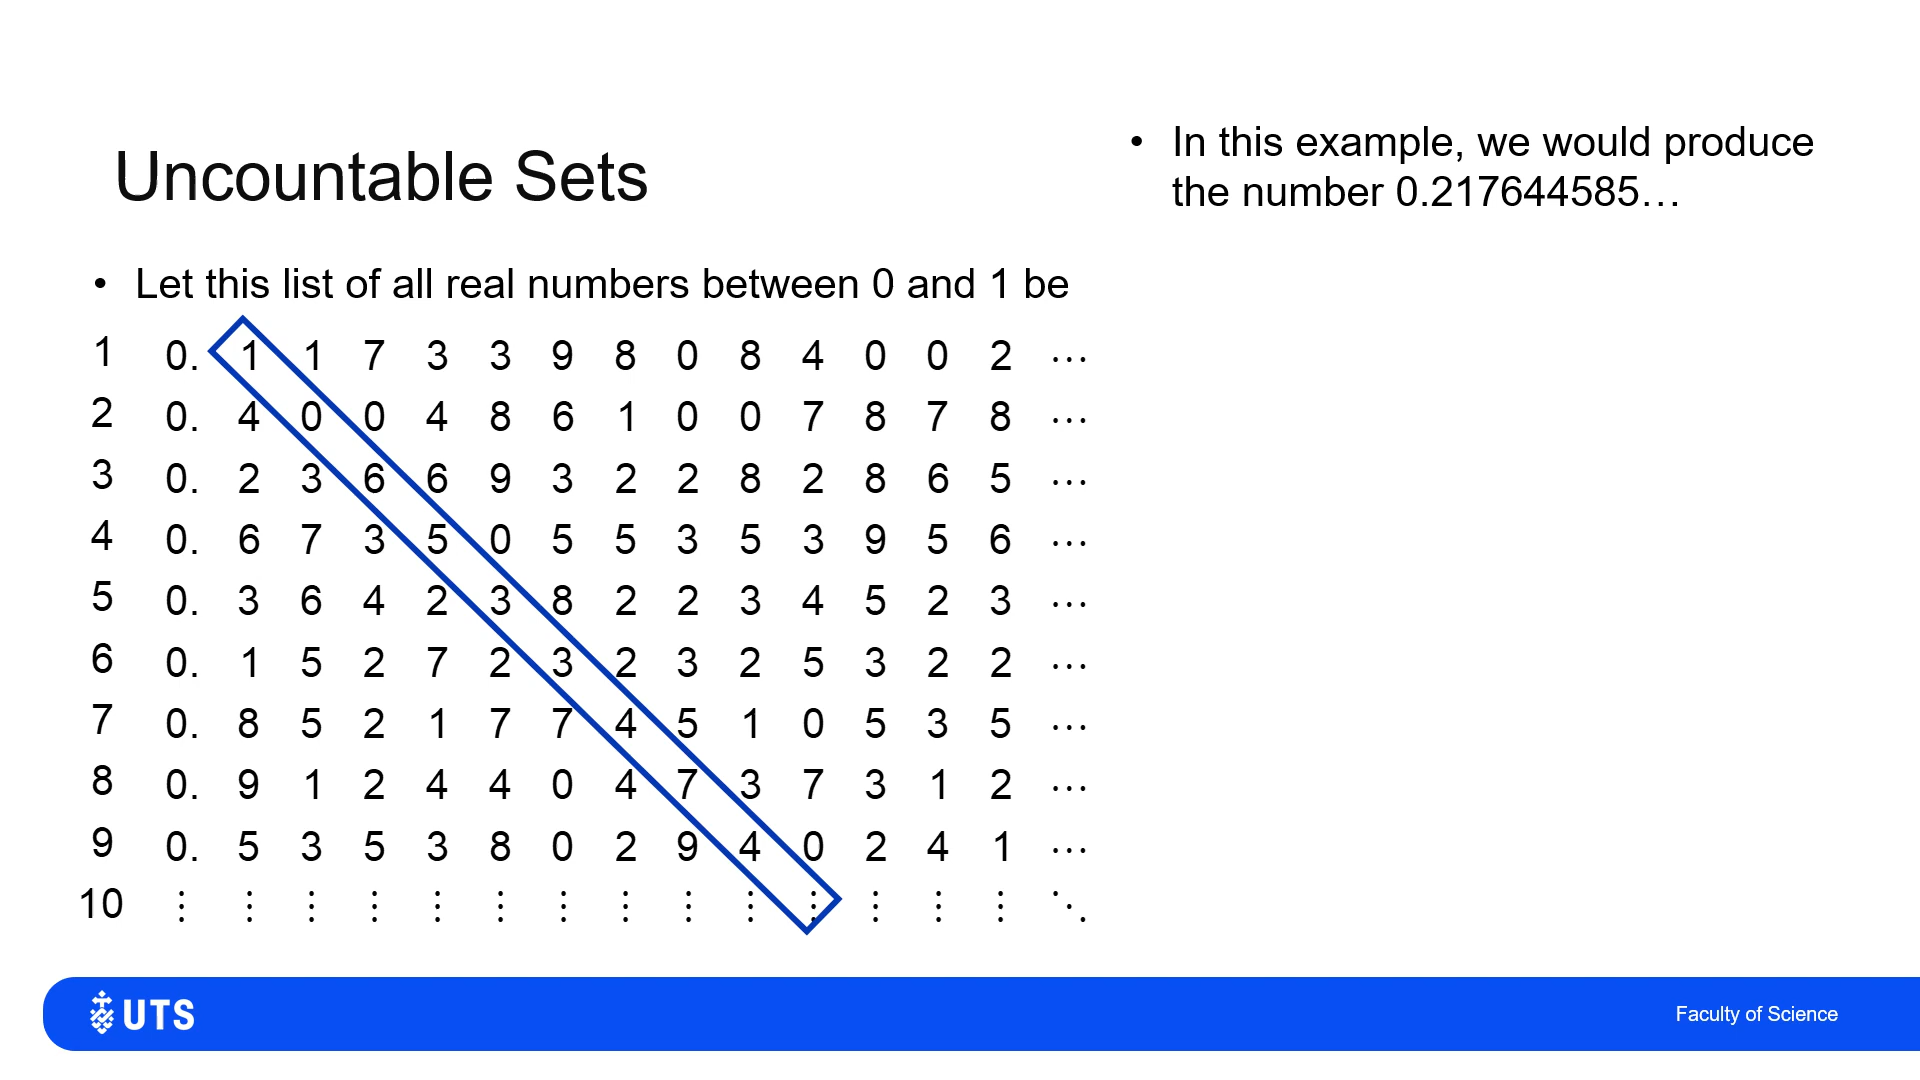 Uncountable Sets
• Let this list of all real numbers between 0 and 1 be
1 0. 1 1 7 3 3 9 8 0 8 4 0 0 2 …
2 0. 4 0 0 4 8 6 1 0 0 7 8 7 8 …
3 0. 2 3 6 6 9 3 2 2 8 2 8 6 5 …
4 0. 6 7 3 5 0 5 5 3 5 3 9 5 6 …
5 0. 3 6 4 2 3 8 2 2 3 4 5 2 3 …
6 0. 1 5 2 7 2 3 2 3 2 5 3 2 2 …
7 0. 8 5 2 1 7 7 4 5 1 0 5 3 5 …
8 0. 9 1 2 4 4 0 4 7 3 7 3 1 2 …
9 0. 5 3 5 3 8 0 2 9 4 0 2 4 1 …
10 ⋮ ⋮ ⋮ ⋮ ⋮ ⋮ ⋮ ⋮ ⋮ ⋮ ⋮ ⋮ ⋮ ⋮ ⋱
• In this example, we would produce
the number 0.217644585…
UTS
Faculty of Science